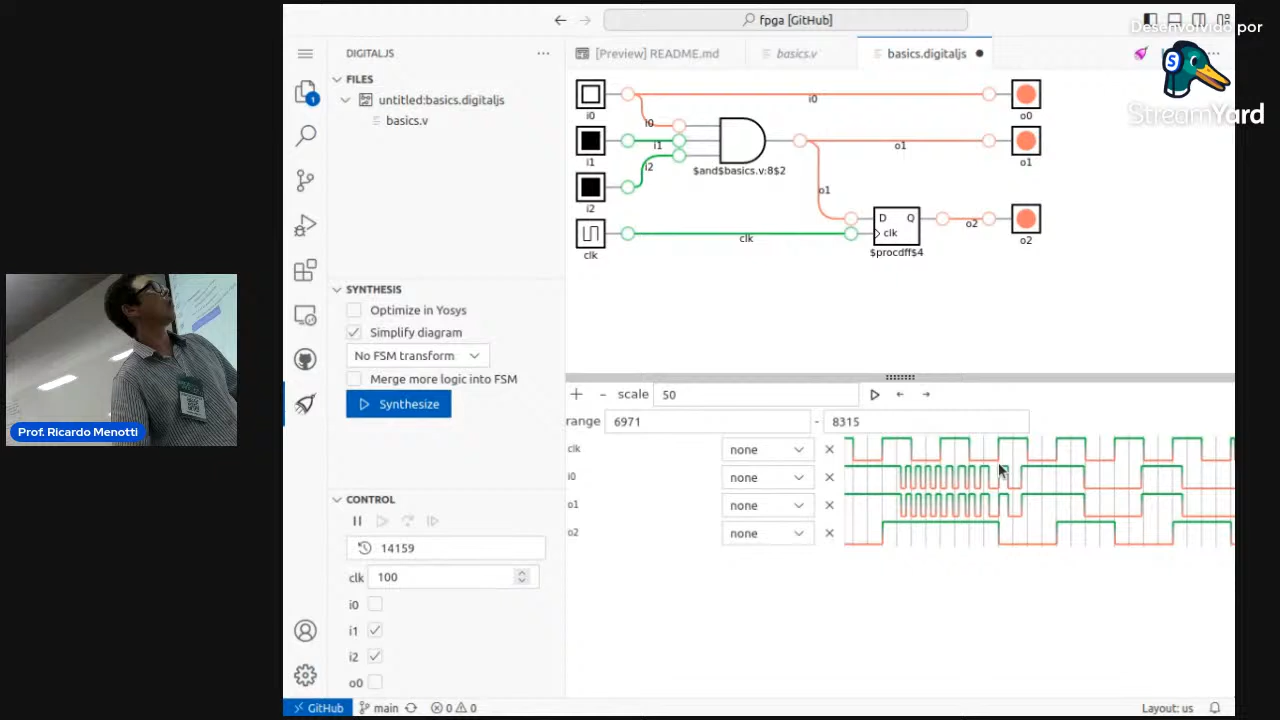 fpga [GitHub]
Desenvolvido por
StreamYard
DIGITALJS
[Preview] README.md
basics.v
basics.digitaljs
FILES
untitled:basics.digitaljs
basics.v
1
i0
i0
i0
o0
i1
i1
i2
$and$basics.v:8$2
o1
o1
o1
i2
clk
clk
D Q
clk
$procdff$4
o2
o2
SYNTHESIS
Optimize in Yosys
Simplify diagram
No FSM transform
Merge more logic into FSM
Synthesize
scale 50
range 6971 - 8315
clk none
i0 none
o1 none
o2 none
CONTROL
14159
clk 100
i0
i1
i2
o0
Prof. Ricardo Menotti
GitHub main 0 0
Layout: us